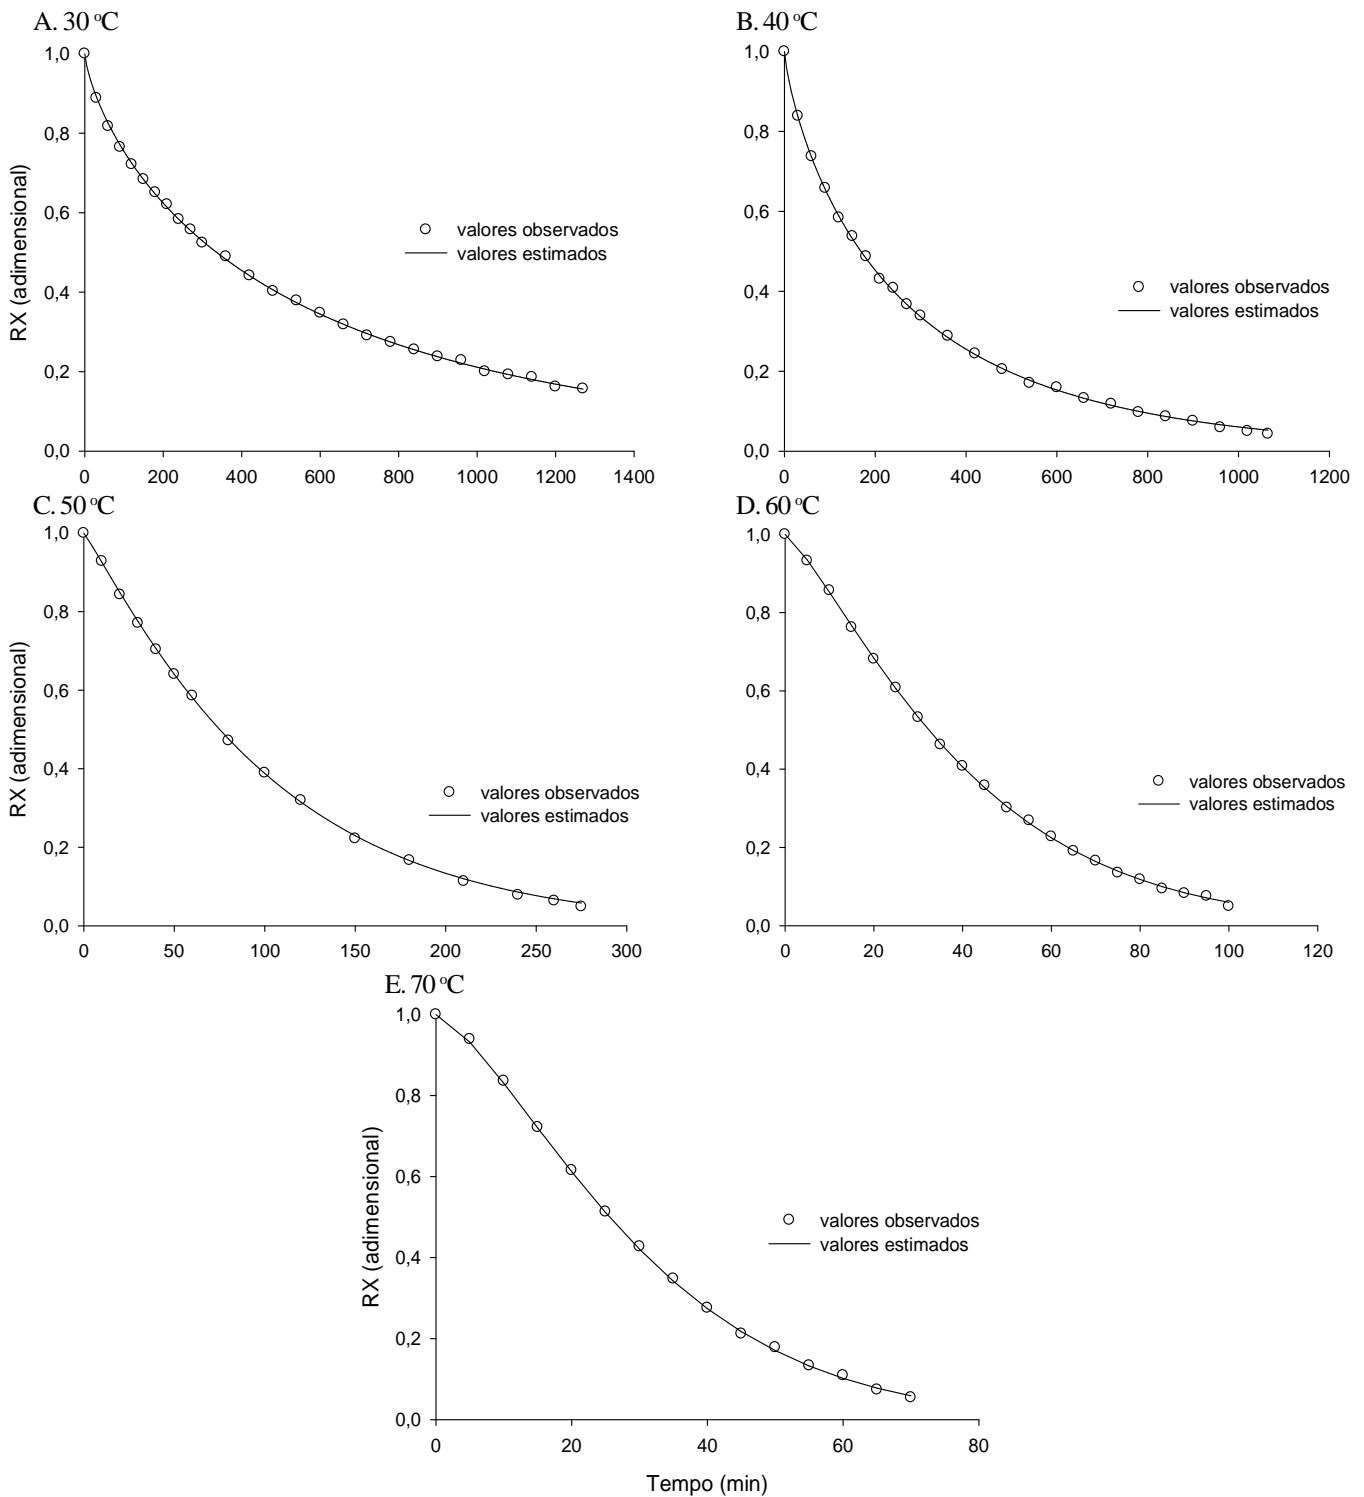 A. 30 ºC
1,0
0,8
0,6
0,4
0,2
0,0
RX (adimensional)
valores observados
valores estimados
0 200 400 600 800 1000 1200 1400
B. 40 ºC
1,0
0,8
0,6
0,4
0,2
0,0
valores observados
valores estimados
0 200 400 600 800 1000 1200
C. 50 ºC
1,0
0,8
0,6
0,4
0,2
0,0
RX (adimensional)
valores observados
valores estimados
0 50 100 150 200 250 300
D. 60 ºC
1,0
0,8
0,6
0,4
0,2
0,0
valores observados
valores estimados
0 20 40 60 80 100 120
E. 70 ºC
1,0
0,8
0,6
0,4
0,2
0,0
RX (adimensional)
valores observados
valores estimados
0 20 40 60 80
Tempo (min)